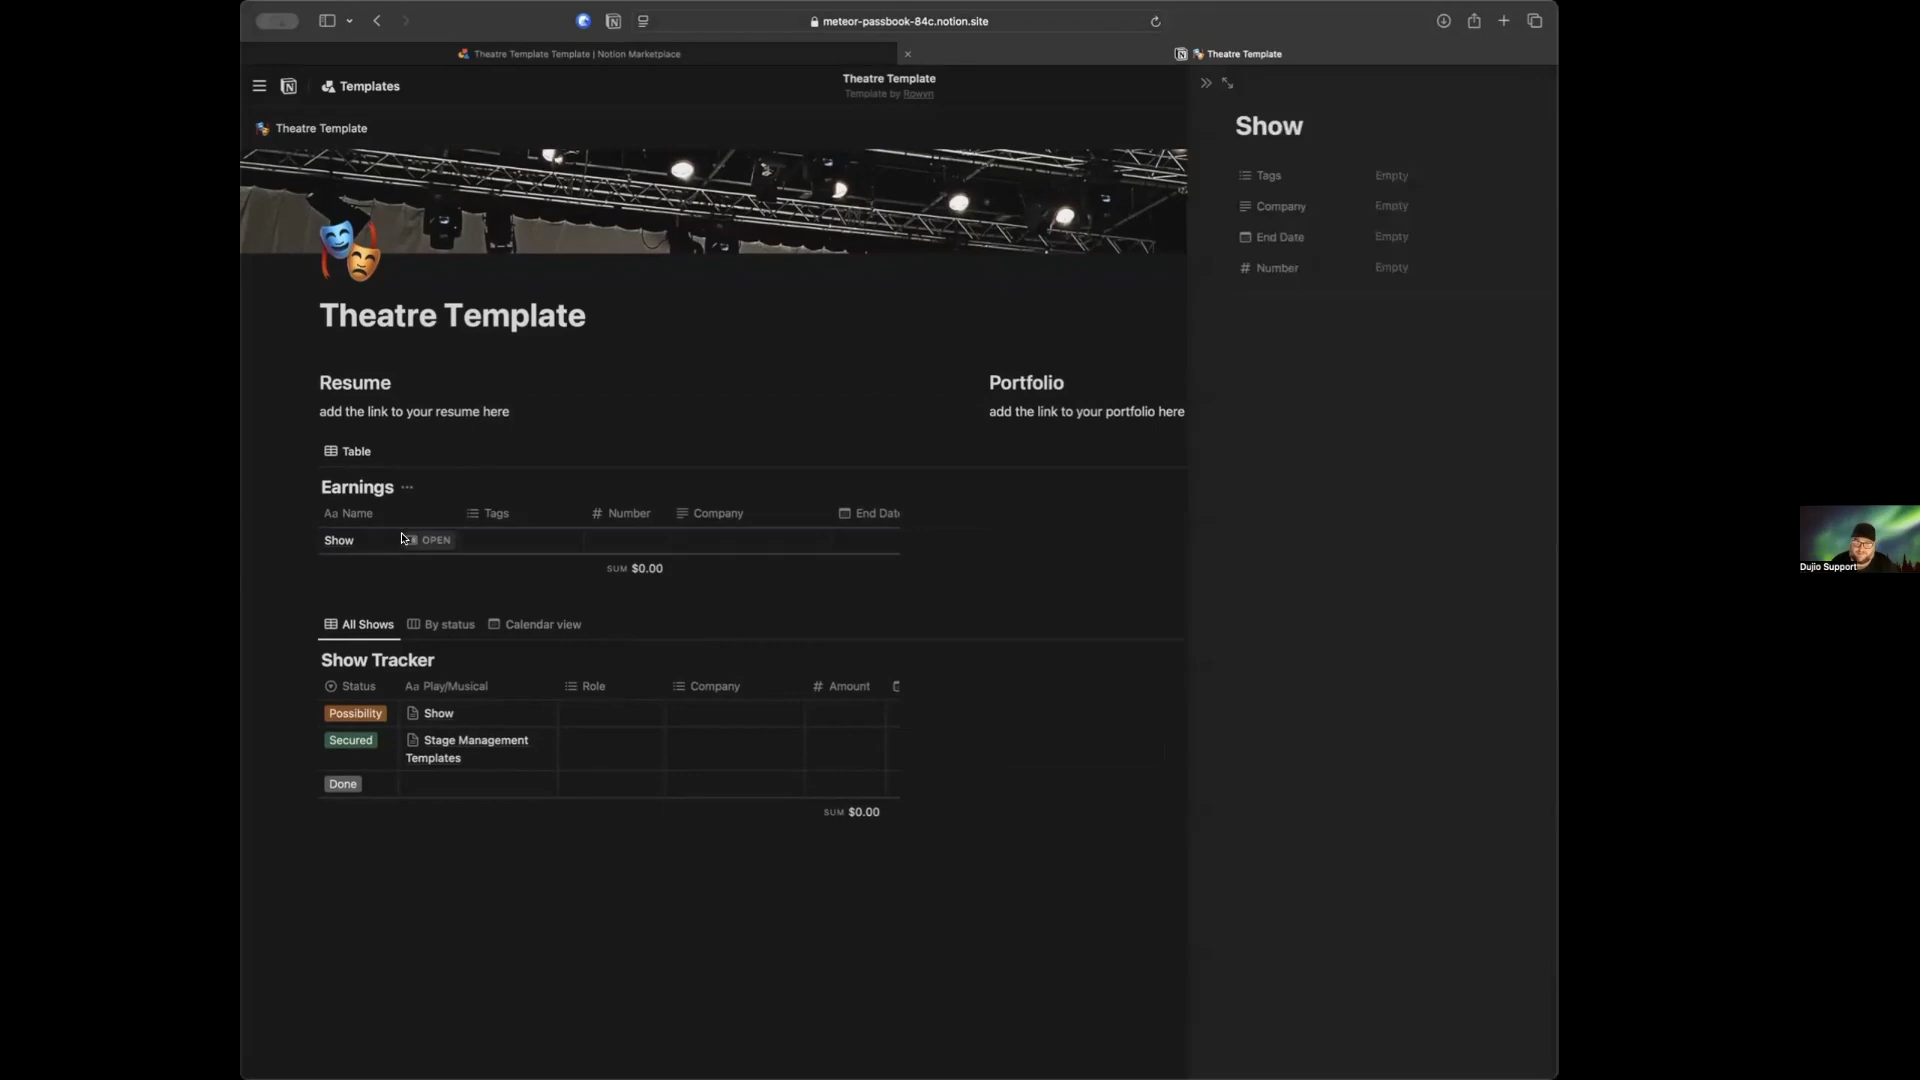 meteor-passbook-84c.notion.site
Theatre Template Template | Notion Marketplace
Theatre Template
Templates
Theatre Template
Template by Rowyn
Theatre Template
Theatre Template
Resume
add the link to your resume here
Portfolio
add the link to your portfolio here
Table
Earnings
Aa Name
Tags
# Number
Company
End Date
Show
OPEN
SUM $0.00
All Shows
By status
Calendar view
Show Tracker
Status
Aa Play/Musical
Role
Company
# Amount
Possibility
Show
Secured
Stage Management
Templates
Done
SUM $0.00
Show
Tags Empty
Company Empty
End Date Empty
# Number Empty
Dujio Support